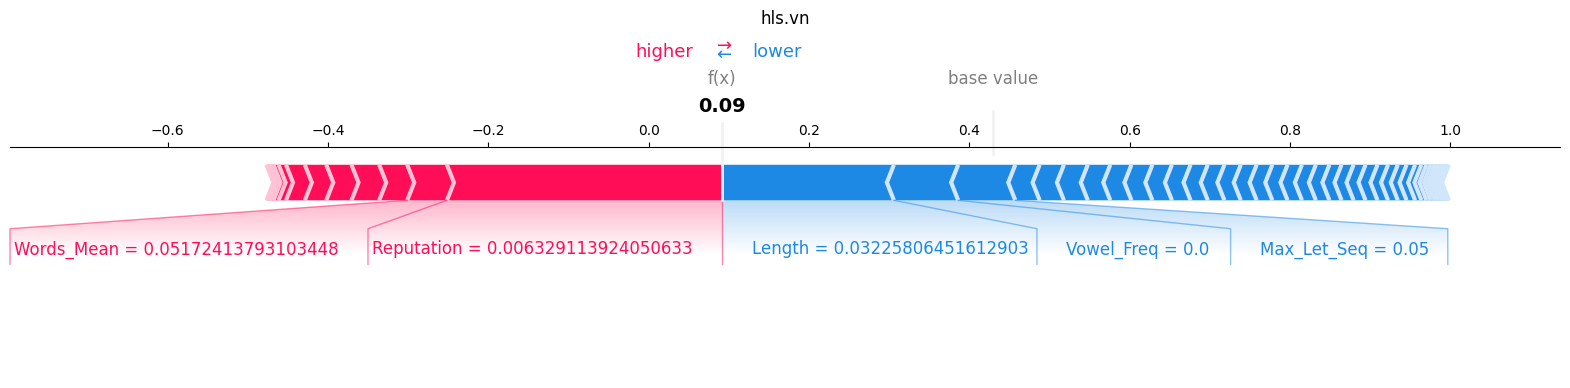 hls.vn
higher ⇄ lower
f(x) base value
0.09
−0.6 −0.4 −0.2 0.0 0.2 0.4 0.6 0.8 1.0
Words_Mean = 0.05172413793103448 Reputation = 0.006329113924050633 Length = 0.03225806451612903 Vowel_Freq = 0.0 Max_Let_Seq = 0.05